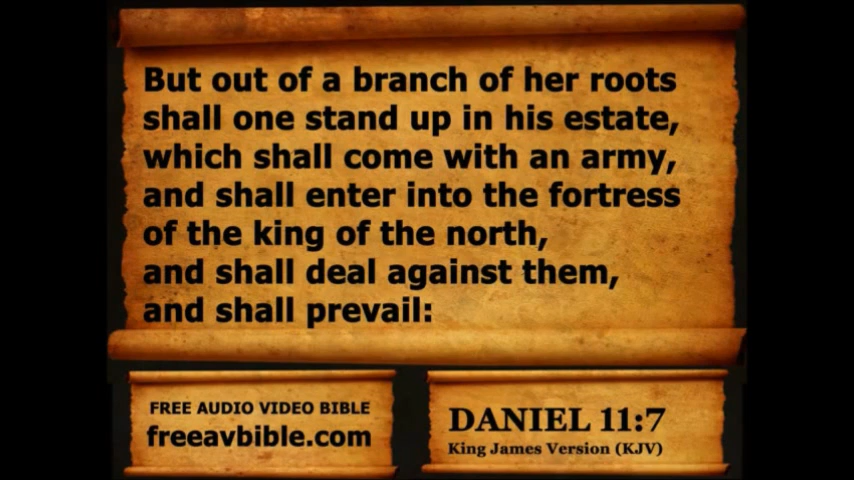 But out of a branch of her roots
shall one stand up in his estate,
which shall come with an army,
and shall enter into the fortress
of the king of the north,
and shall deal against them,
and shall prevail:
FREE AUDIO VIDEO BIBLE
freeavbible.com
DANIEL 11:7
King James Version (KJV)